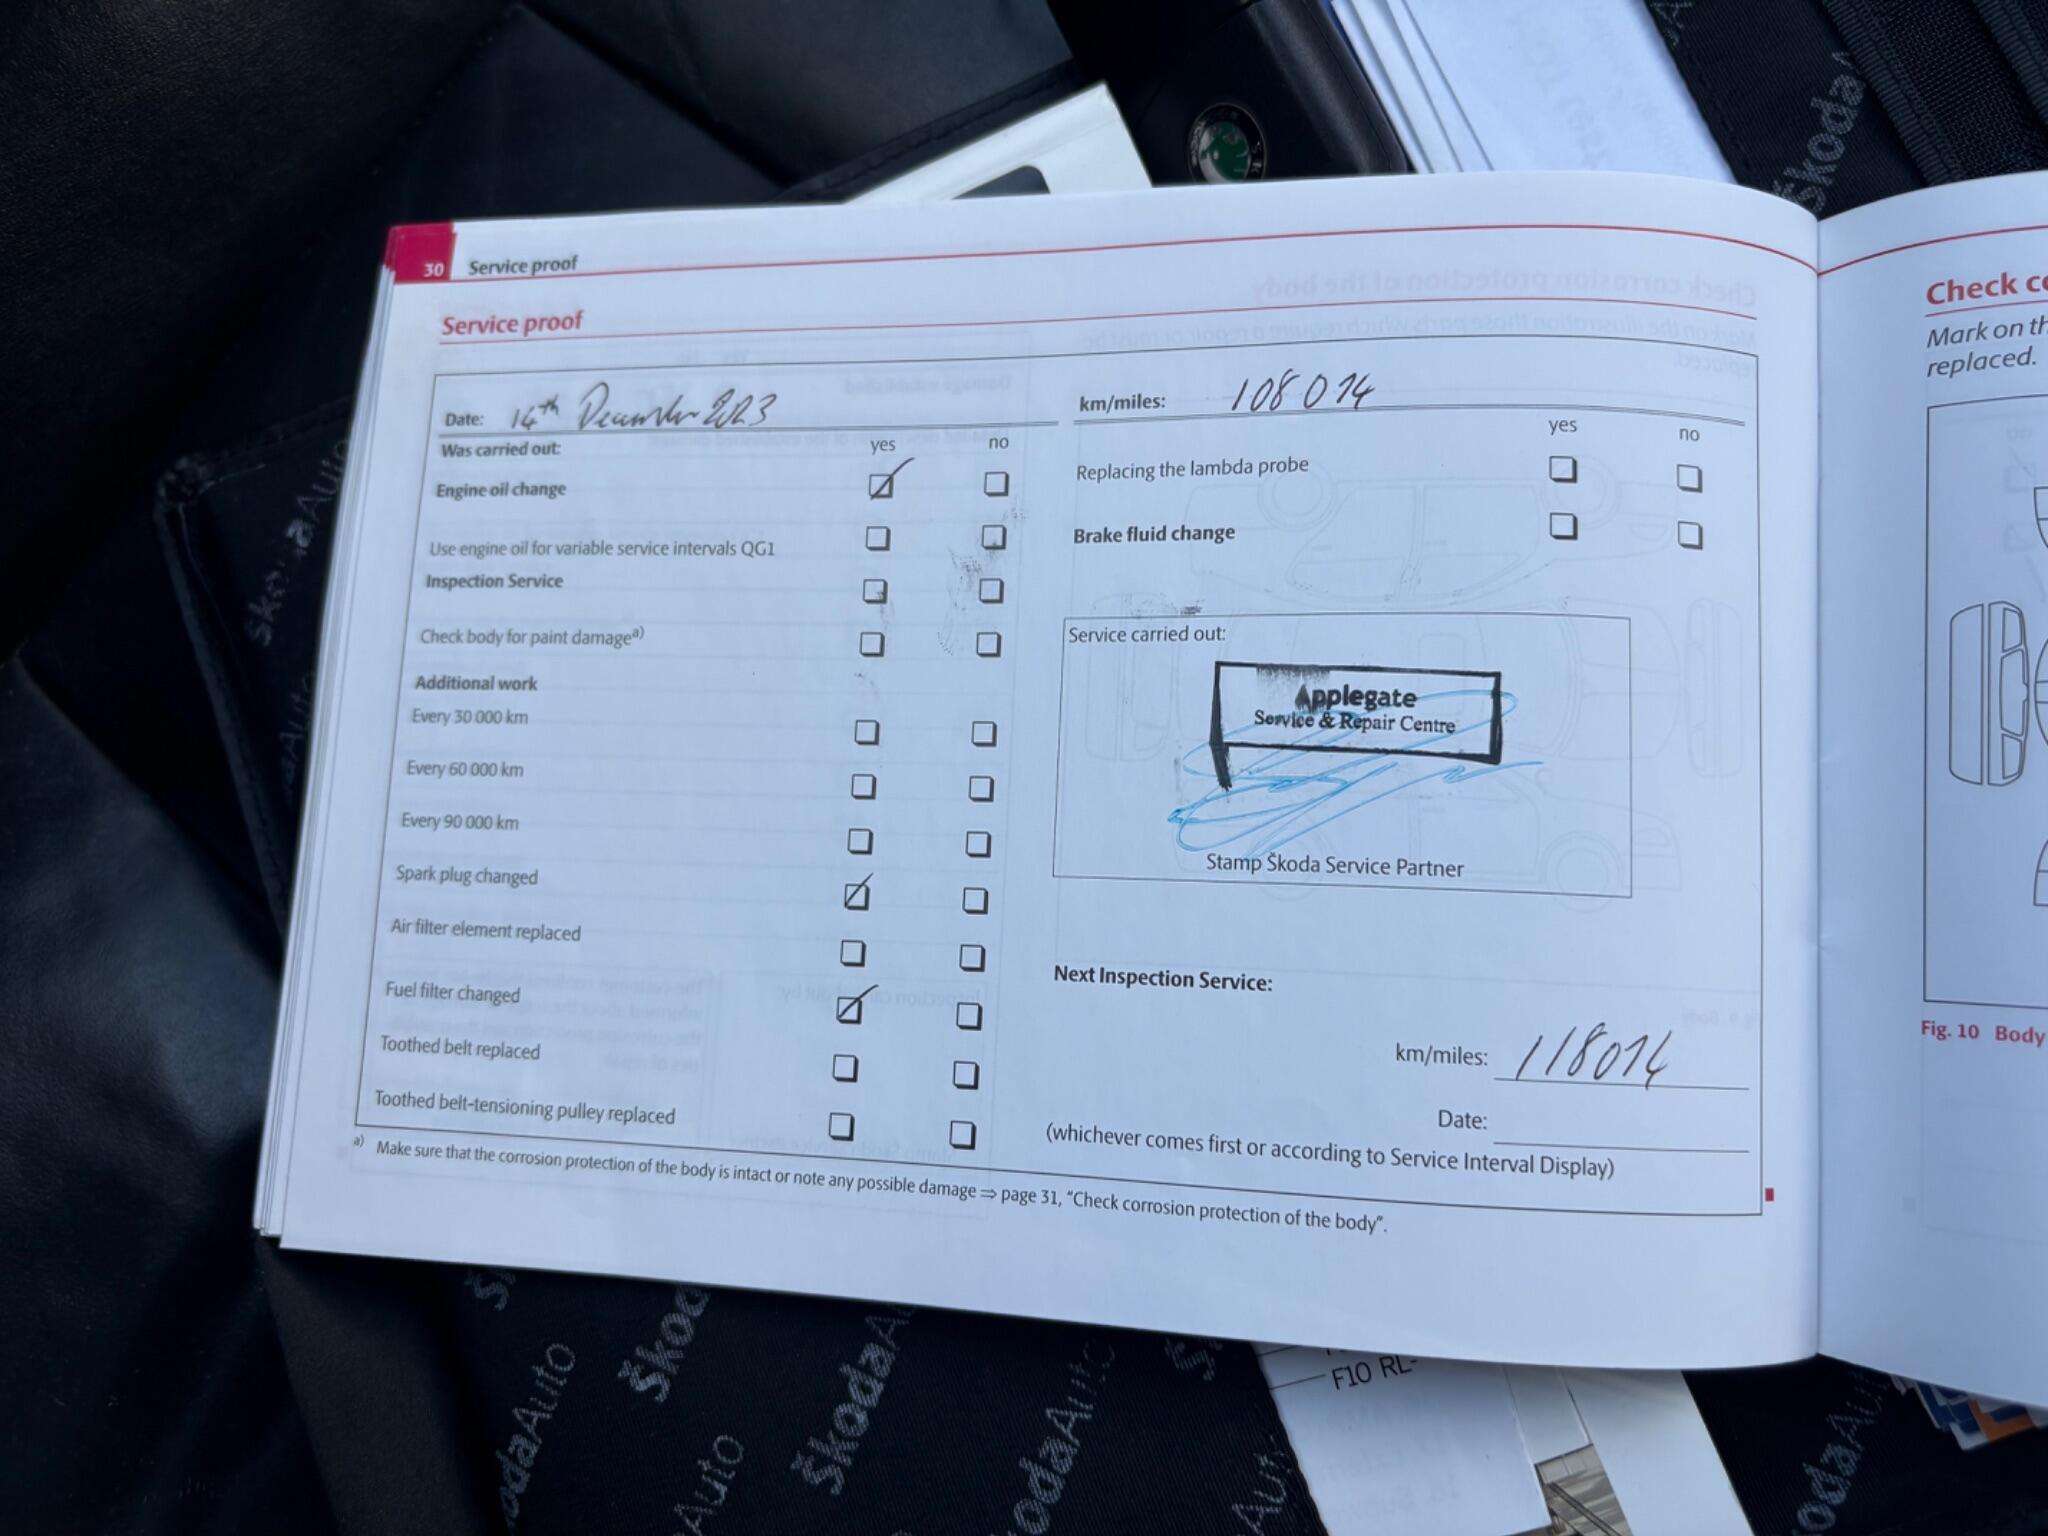 30 Service proof
Service proof
Date: 14th December 2023
km/miles: 108 014
Was carried out: yes no
Engine oil change
Use engine oil for variable service intervals QG1
Inspection Service
Check body for paint damage a)
Additional work
Every 30 000 km
Every 60 000 km
Every 90 000 km
Spark plug changed
Air filter element replaced
Fuel filter changed
Toothed belt replaced
Toothed belt-tensioning pulley replaced
yes no
Replacing the lambda probe
Brake fluid change
Service carried out:
Applegate
Service & Repair Centre
Stamp Škoda Service Partner
Next Inspection Service:
km/miles: 118014
Date:
(whichever comes first or according to Service Interval Display)
a) Make sure that the corrosion protection of the body is intact or note any possible damage ⇒ page 31, "Check corrosion protection of the body".
Check
Mark on
replaced.
Fig. 10 Body
ŠkodaAuto
ŠkodaAuto
F10 RL-